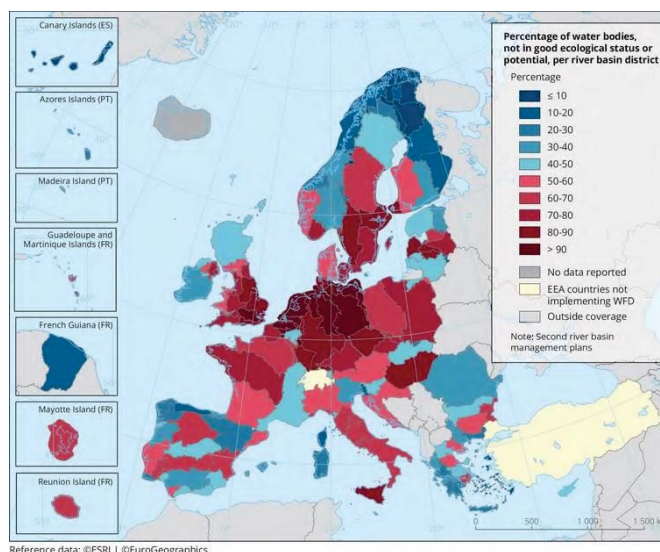 Canary Islands (ES)
Azores Islands (PT)
Madeira Island (PT)
Guadeloupe and
Martinique Islands (FR)
French Guiana (FR)
Mayotte Island (FR)
Reunion Island (FR)
Percentage of water bodies,
not in good ecological status or
potential, per river basin district
Percentage
≤ 10
10-20
20-30
30-40
40-50
50-60
60-70
70-80
80-90
> 90
No data reported
EEA countries not
implementing WFD
Outside coverage
Note: Second river basin
management plans
0 500 1 000 1 500 km
Reference data: ©ESRI | ©EuroGeographics